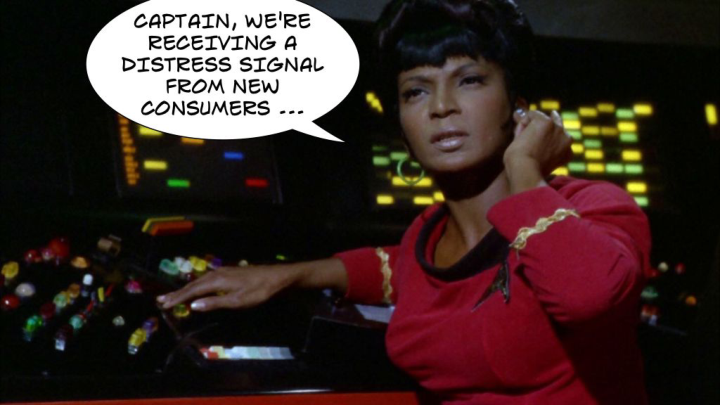 CAPTAIN, WE'RE
RECEIVING A
DISTRESS SIGNAL
FROM NEW
CONSUMERS ...